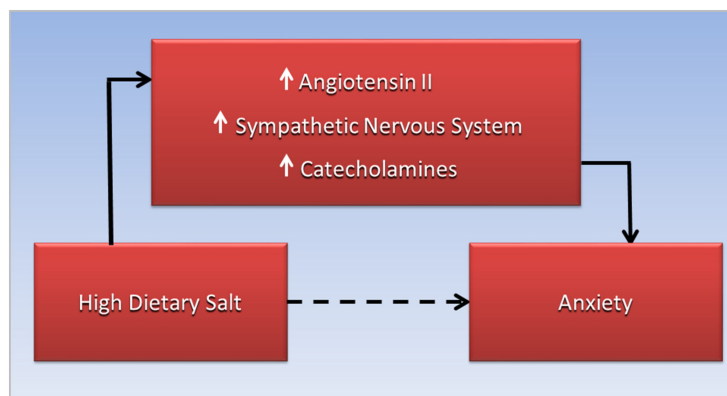 ↑ Angiotensin II
↑ Sympathetic Nervous System
↑ Catecholamines
High Dietary Salt
Anxiety